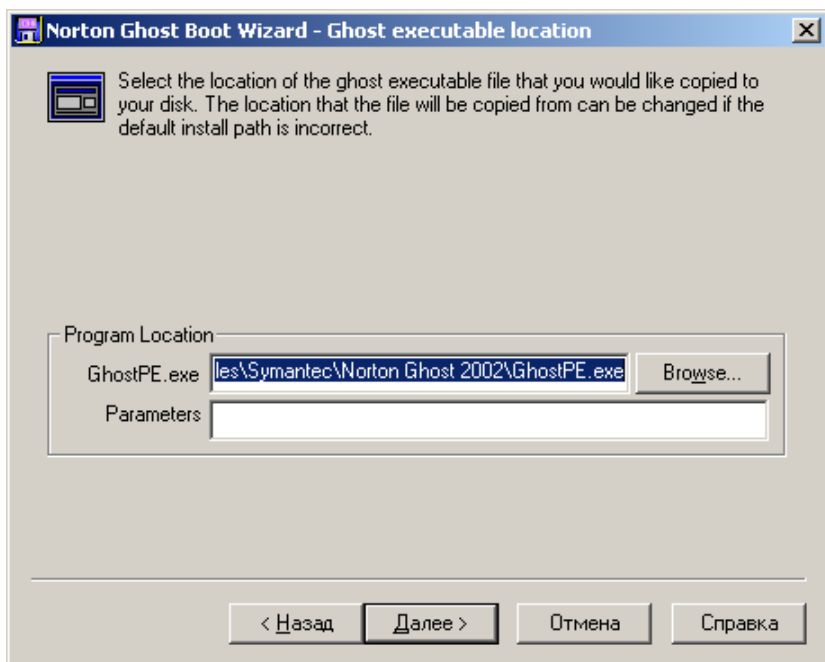 Norton Ghost Boot Wizard - Ghost executable location
Select the location of the ghost executable file that you would like copied to
your disk. The location that the file will be copied from can be changed if the
default install path is incorrect.
Program Location
GhostPE.exe les\Symantec\Norton Ghost 2002\GhostPE.exe Browse...
Parameters
< Назад Далее > Отмена Справка